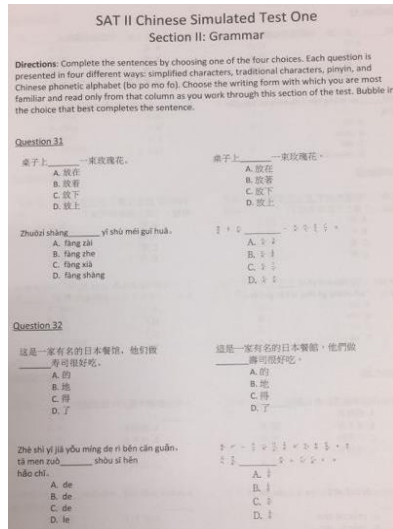 SAT II Chinese Simulated Test One
Section II: Grammar
Directions: Complete the sentences by choosing one of the four choices. Each question is
presented in four different ways: simplified characters, traditional characters, pinyin, and
Chinese phonetic alphabet (bo po mo fo). Choose the writing form with which you are most
familiar and read only from that column as you work through this section of the test. Bubble in
the choice that best completes the sentence.
Question 31
桌子上______一束玫瑰花。
A. 放在
B. 放着
C. 放下
D. 放上
桌子上______一束玫瑰花。
A. 放在
B. 放著
C. 放下
D. 放上
Zhuōzi shàng______ yī shù méi guī huā.
A. fàng zài
B. fàng zhe
C. fàng xià
D. fàng shàng
A.
B.
C.
D.
Question 32
这是一家有名的日本餐馆，他们做
______寿司很好吃。
A. 的
B. 地
C. 得
D. 了
這是一家有名的日本餐館，他們做
______壽司很好吃。
A. 的
B. 地
C. 得
D. 了
Zhè shì yí jiā yǒu míng de rì běn cān guǎn,
tā men zuò______ shòu sī hěn
hǎo chī.
A. de
B. de
C. de
D. le
A.
B.
C.
D.